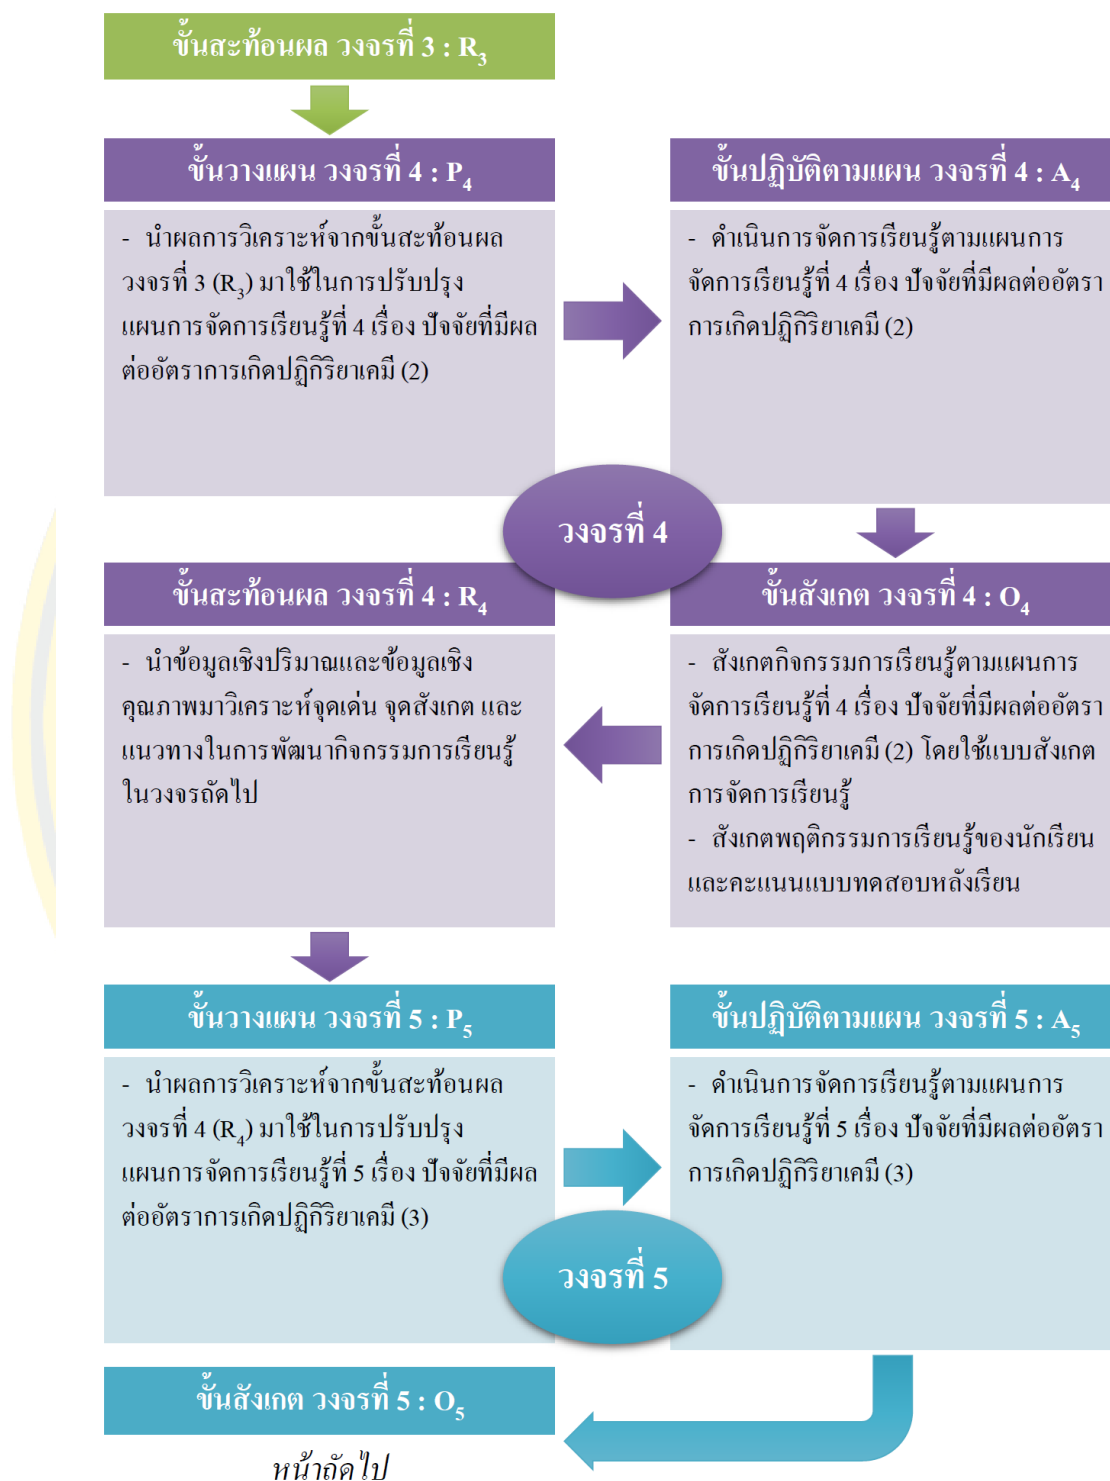 ขั้นสะท้อนผล วงจรที่ 3 : R3
ขั้นวางแผน วงจรที่ 4 : P4
- นำผลการวิเคราะห์จากขั้นสะท้อนผล
วงจรที่ 3 (R3) มาใช้ในการปรับปรุง
แผนการจัดการเรียนรู้ที่ 4 เรื่อง ปัจจัยที่มีผล
ต่ออัตราการเกิดปฏิกิริยาเคมี (2)
ขั้นปฏิบัติตามแผน วงจรที่ 4 : A4
- ดำเนินการจัดการเรียนรู้ตามแผนการ
จัดการเรียนรู้ที่ 4 เรื่อง ปัจจัยที่มีผลต่ออัตรา
การเกิดปฏิกิริยาเคมี (2)
วงจรที่ 4
ขั้นสังเกต วงจรที่ 4 : O4
- สังเกตกิจกรรมการเรียนรู้ตามแผนการ
จัดการเรียนรู้ที่ 4 เรื่อง ปัจจัยที่มีผลต่ออัตรา
การเกิดปฏิกิริยาเคมี (2) โดยใช้แบบสังเกต
การจัดการเรียนรู้
- สังเกตพฤติกรรมการเรียนรู้ของนักเรียน
และคะแนนแบบทดสอบหลังเรียน
ขั้นสะท้อนผล วงจรที่ 4 : R4
- นำข้อมูลเชิงปริมาณและข้อมูลเชิง
คุณภาพมาวิเคราะห์จุดเด่น จุดสังเกต และ
แนวทางในการพัฒนากิจกรรมการเรียนรู้
ในวงจรถัดไป
ขั้นวางแผน วงจรที่ 5 : P5
- นำผลการวิเคราะห์จากขั้นสะท้อนผล
วงจรที่ 4 (R4) มาใช้ในการปรับปรุง
แผนการจัดการเรียนรู้ที่ 5 เรื่อง ปัจจัยที่มีผล
ต่ออัตราการเกิดปฏิกิริยาเคมี (3)
ขั้นปฏิบัติตามแผน วงจรที่ 5 : A5
- ดำเนินการจัดการเรียนรู้ตามแผนการ
จัดการเรียนรู้ที่ 5 เรื่อง ปัจจัยที่มีผลต่ออัตรา
การเกิดปฏิกิริยาเคมี (3)
วงจรที่ 5
ขั้นสังเกต วงจรที่ 5 : O5
หน้าถัดไป